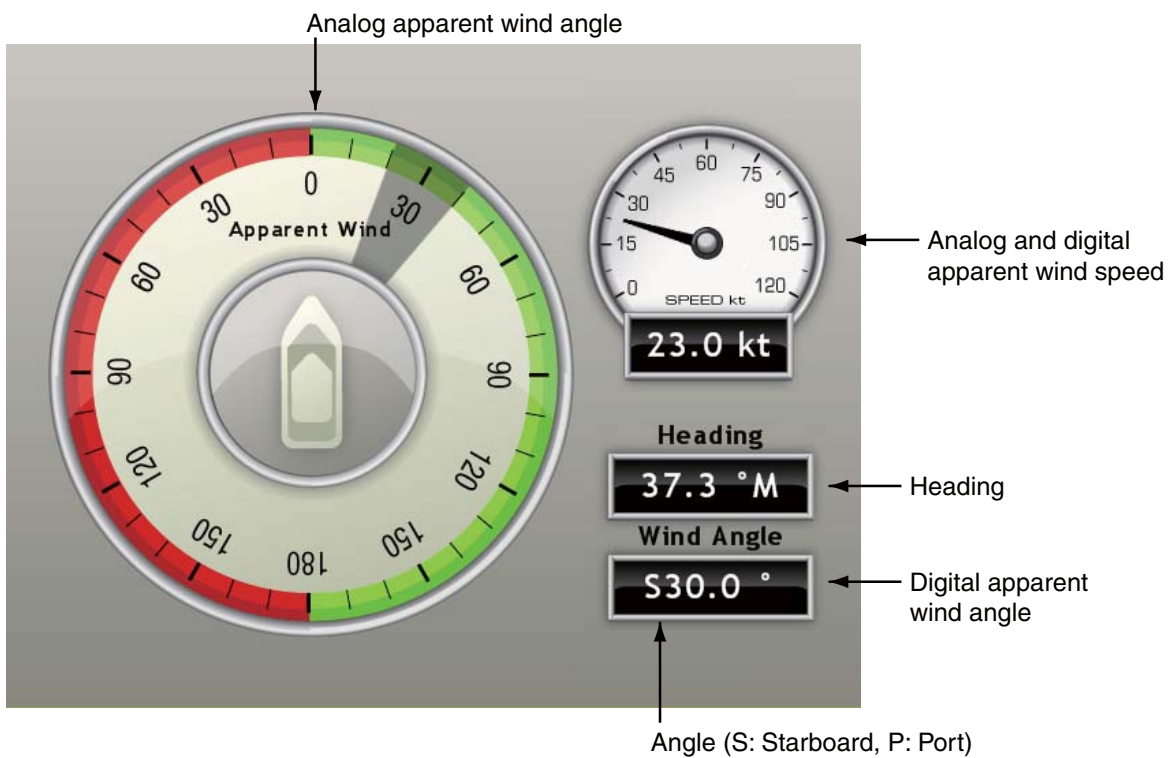 Analog apparent wind angle
0
30
30
Apparent Wind
60
60
90
90
120
120
150
150
180
60
45
75
30
90
15
105
0
120
SPEED kt
23.0 kt
Analog and digital
apparent wind speed
Heading
37.3 °M
Heading
Wind Angle
S30.0 °
Digital apparent
wind angle
Angle (S: Starboard, P: Port)